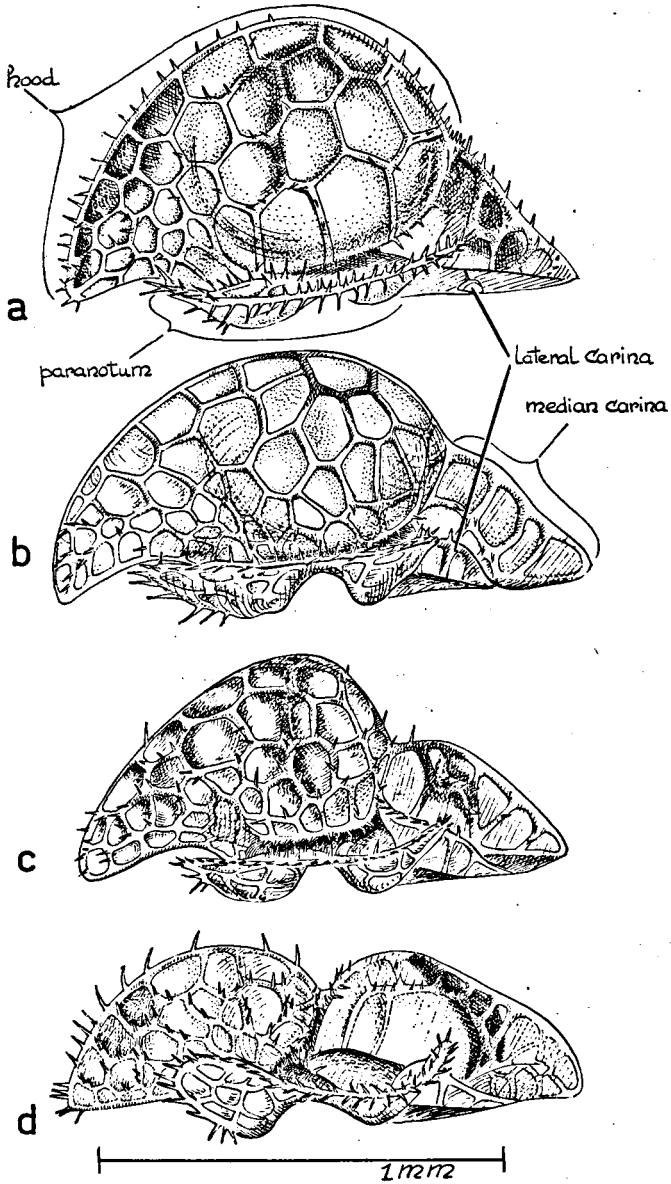 hood
a
paranotum
lateral carina
median carina
b
c
d
1mm